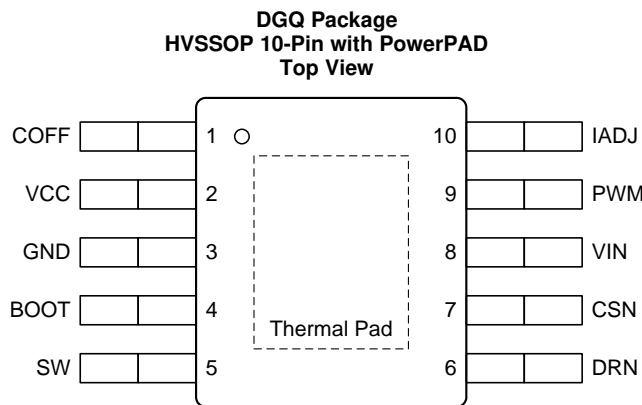 DGQ Package
HVSSOP 10-Pin with PowerPAD
Top View
COFF 1 10 IADJ
VCC 2 9 PWM
GND 3 8 VIN
BOOT 4 7 CSN
Thermal Pad
SW 5 6 DRN